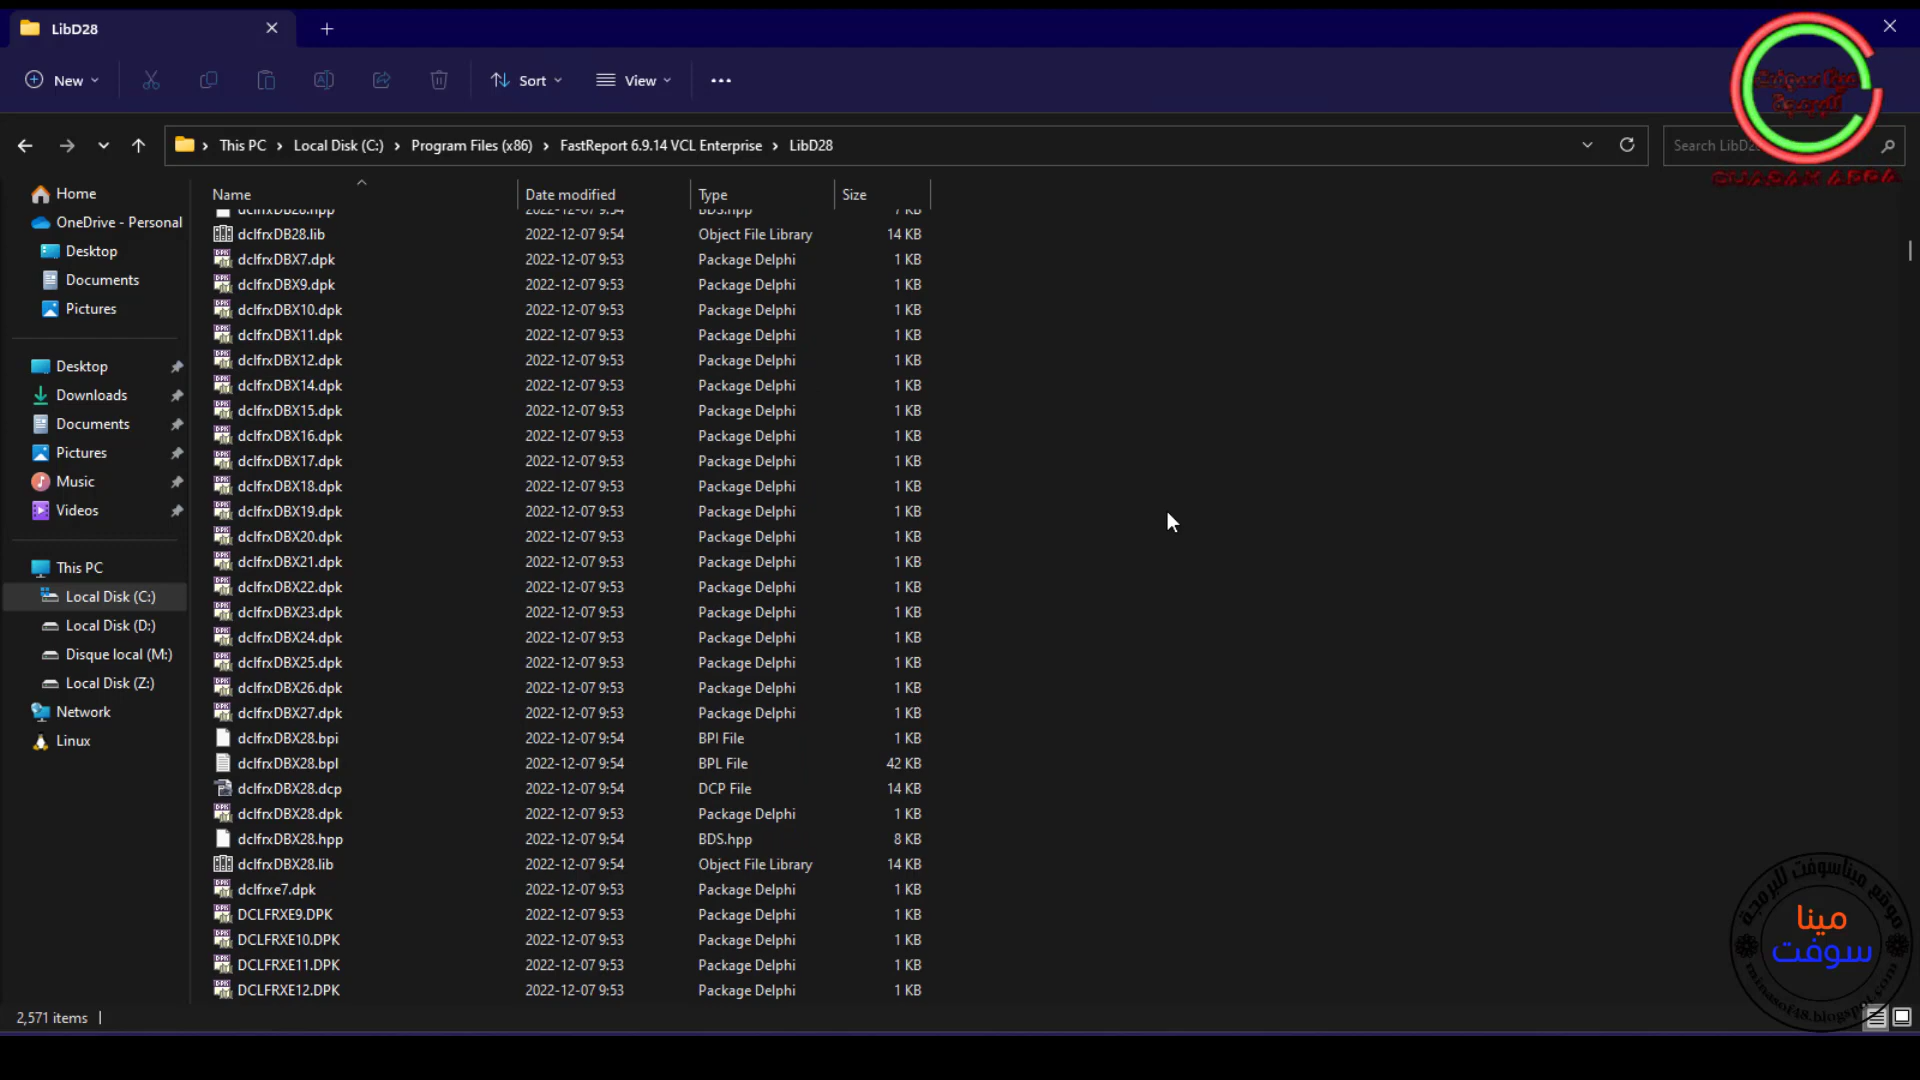 LibD28
New
Sort
View
This PC > Local Disk (C:) > Program Files (x86) > FastReport 6.9.14 VCL Enterprise > LibD28
Search LibD2
Home
OneDrive - Personal
Desktop
Documents
Pictures
Desktop
Downloads
Documents
Pictures
Music
Videos
This PC
Local Disk (C:)
Local Disk (D:)
Disque local (M:)
Local Disk (Z:)
Network
Linux
Name Date modified Type Size
dclfrxDB28.hpp 2022-12-07 9:54 BDS.hpp 7 KB
dclfrxDB28.lib 2022-12-07 9:54 Object File Library 14 KB
dclfrxDBX7.dpk 2022-12-07 9:53 Package Delphi 1 KB
dclfrxDBX9.dpk 2022-12-07 9:53 Package Delphi 1 KB
dclfrxDBX10.dpk 2022-12-07 9:53 Package Delphi 1 KB
dclfrxDBX11.dpk 2022-12-07 9:53 Package Delphi 1 KB
dclfrxDBX12.dpk 2022-12-07 9:53 Package Delphi 1 KB
dclfrxDBX14.dpk 2022-12-07 9:53 Package Delphi 1 KB
dclfrxDBX15.dpk 2022-12-07 9:53 Package Delphi 1 KB
dclfrxDBX16.dpk 2022-12-07 9:53 Package Delphi 1 KB
dclfrxDBX17.dpk 2022-12-07 9:53 Package Delphi 1 KB
dclfrxDBX18.dpk 2022-12-07 9:53 Package Delphi 1 KB
dclfrxDBX19.dpk 2022-12-07 9:53 Package Delphi 1 KB
dclfrxDBX20.dpk 2022-12-07 9:53 Package Delphi 1 KB
dclfrxDBX21.dpk 2022-12-07 9:53 Package Delphi 1 KB
dclfrxDBX22.dpk 2022-12-07 9:53 Package Delphi 1 KB
dclfrxDBX23.dpk 2022-12-07 9:53 Package Delphi 1 KB
dclfrxDBX24.dpk 2022-12-07 9:53 Package Delphi 1 KB
dclfrxDBX25.dpk 2022-12-07 9:53 Package Delphi 1 KB
dclfrxDBX26.dpk 2022-12-07 9:53 Package Delphi 1 KB
dclfrxDBX27.dpk 2022-12-07 9:53 Package Delphi 1 KB
dclfrxDBX28.bpi 2022-12-07 9:54 BPI File 1 KB
dclfrxDBX28.bpl 2022-12-07 9:54 BPL File 42 KB
dclfrxDBX28.dcp 2022-12-07 9:54 DCP File 14 KB
dclfrxDBX28.dpk 2022-12-07 9:53 Package Delphi 1 KB
dclfrxDBX28.hpp 2022-12-07 9:54 BDS.hpp 8 KB
dclfrxDBX28.lib 2022-12-07 9:54 Object File Library 14 KB
dclfrxe7.dpk 2022-12-07 9:53 Package Delphi 1 KB
DCLFRXE9.DPK 2022-12-07 9:53 Package Delphi 1 KB
DCLFRXE10.DPK 2022-12-07 9:53 Package Delphi 1 KB
DCLFRXE11.DPK 2022-12-07 9:53 Package Delphi 1 KB
DCLFRXE12.DPK 2022-12-07 9:53 Package Delphi 1 KB
2,571 items
موقع ميناسوفت للبرمجة
مينا
سوفت
minasof48.blogspot.com